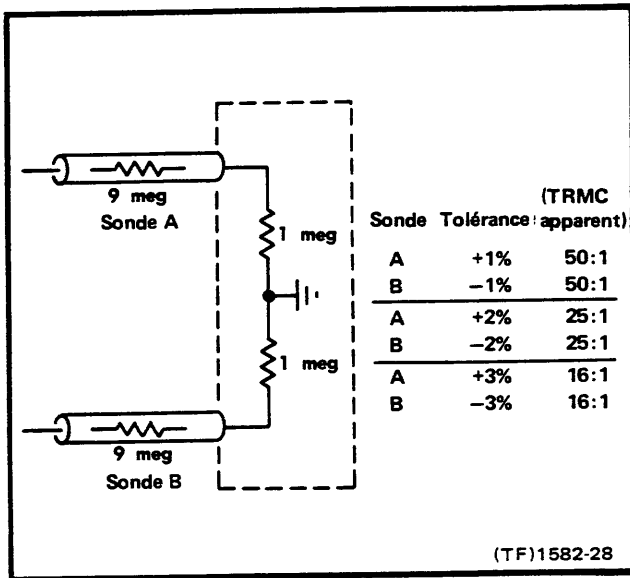 9 meg
Sonde A
1 meg
1 meg
9 meg
Sonde B
(TRMC
Sonde Tolérance apparent)
A +1% 50:1
B −1% 50:1
A +2% 25:1
B −2% 25:1
A +3% 16:1
B −3% 16:1
(TF)1582-28